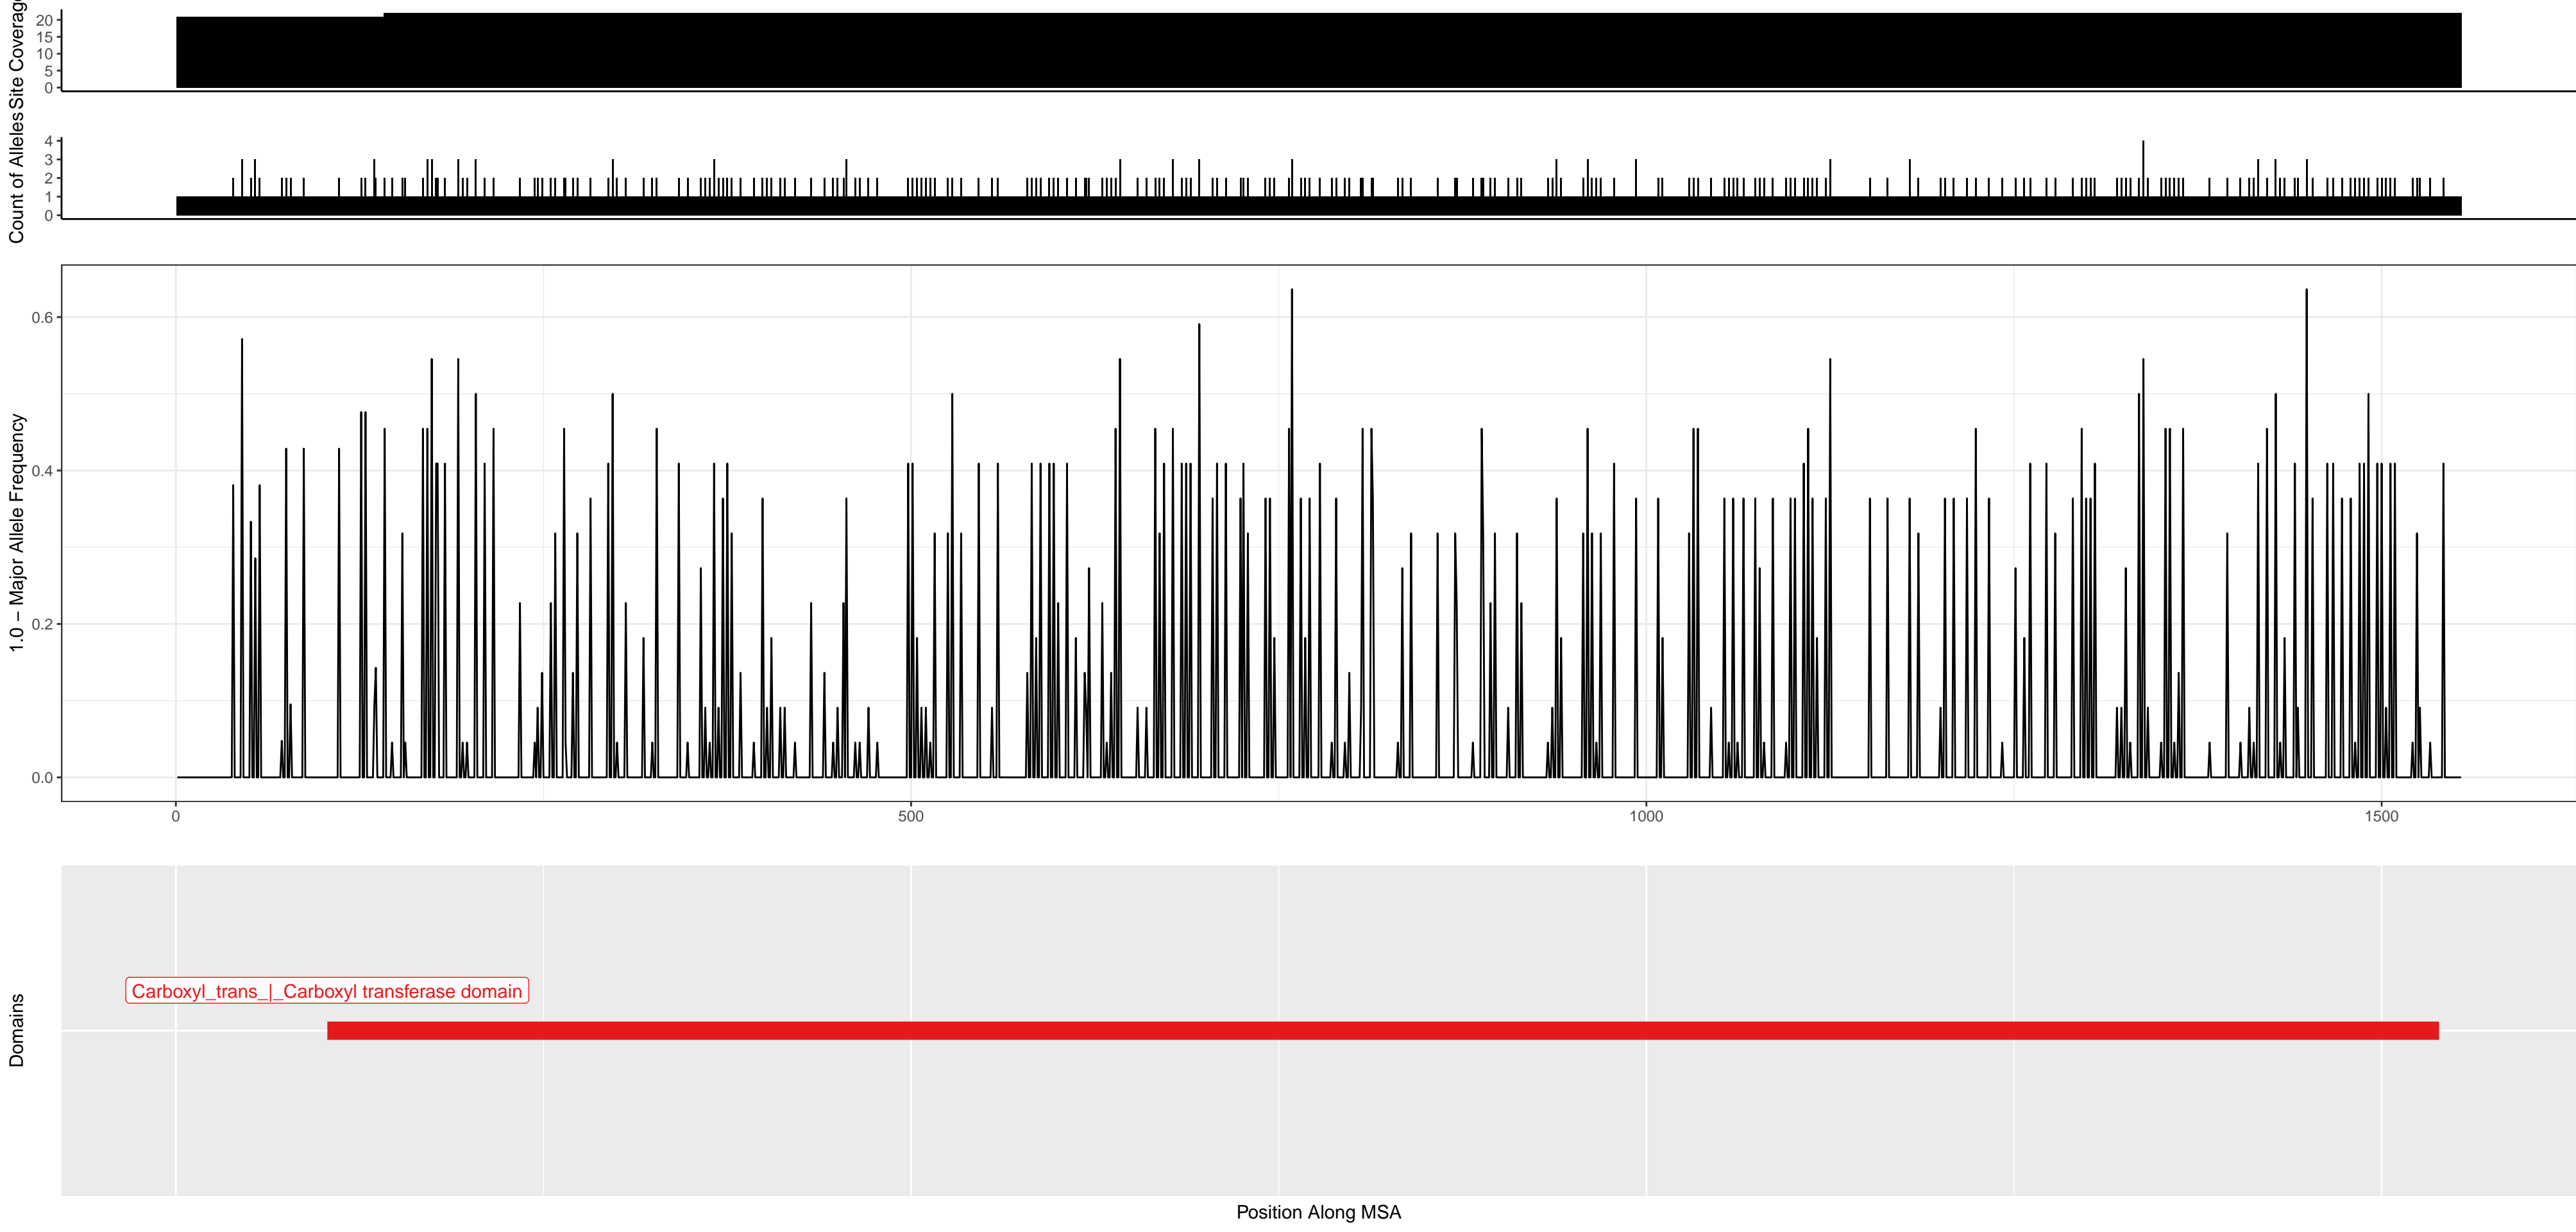 Site Coverag
20
15
10
5
0
Count of Alleles
4
3
2
1
0
1.0 − Major Allele Frequency
0.6
0.4
0.2
0.0
0 500 1000 1500
Domains
Carboxyl_trans_|_Carboxyl transferase domain
Position Along MSA